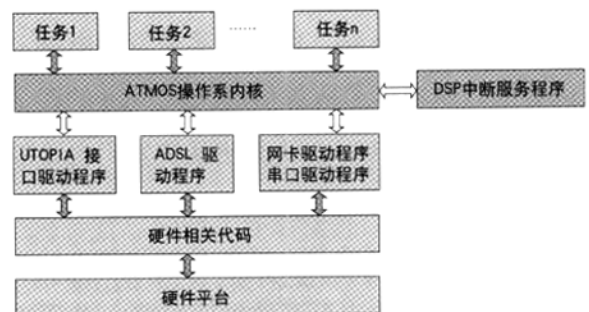 任务1
任务2
……
任务n
ATMOS操作系内核
DSP中断服务程序
UTOPIA 接
口驱动程序
ADSL 驱
动程序
网卡驱动程序
串口驱动程序
硬件相关代码
硬件平台